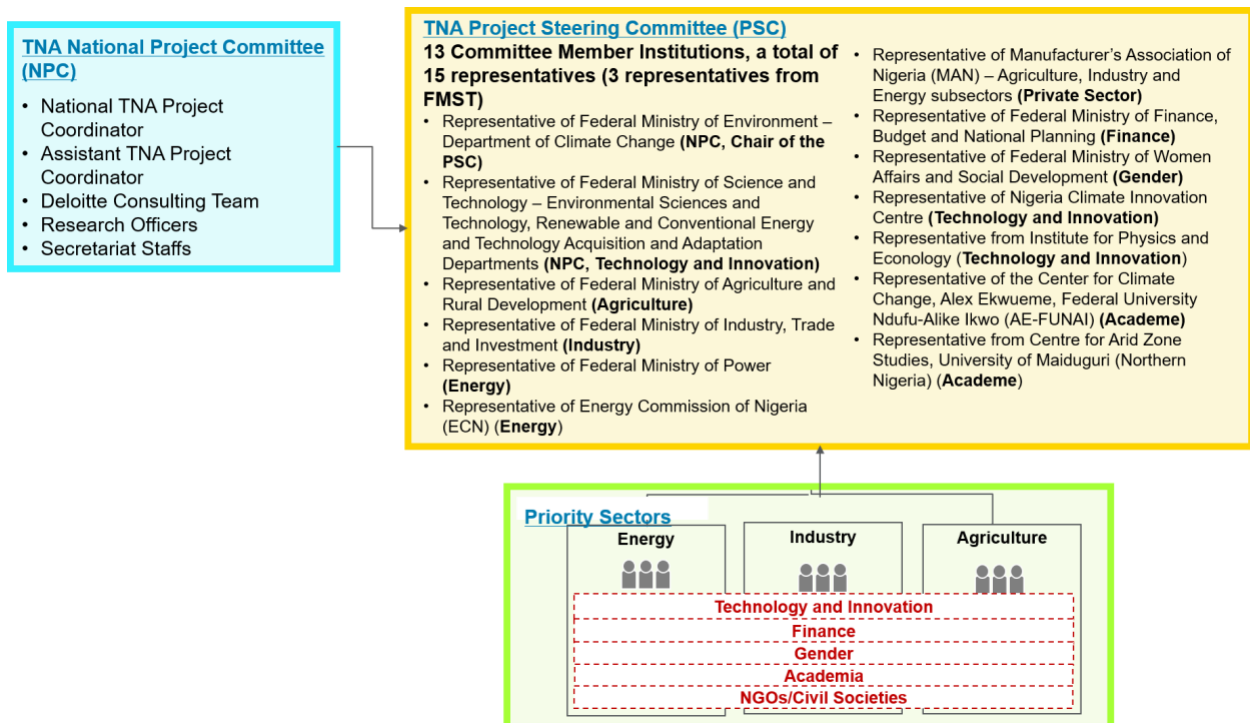 TNA National Project Committee
(NPC)
• National TNA Project
Coordinator
• Assistant TNA Project
Coordinator
• Deloitte Consulting Team
• Research Officers
• Secretariat Staffs
TNA Project Steering Committee (PSC)
13 Committee Member Institutions, a total of
15 representatives (3 representatives from
FMST)
• Representative of Federal Ministry of Environment –
Department of Climate Change (NPC, Chair of the
PSC)
• Representative of Federal Ministry of Science and
Technology – Environmental Sciences and
Technology, Renewable and Conventional Energy
and Technology Acquisition and Adaptation
Departments (NPC, Technology and Innovation)
• Representative of Federal Ministry of Agriculture and
Rural Development (Agriculture)
• Representative of Federal Ministry of Industry, Trade
and Investment (Industry)
• Representative of Federal Ministry of Power
(Energy)
• Representative of Energy Commission of Nigeria
(ECN) (Energy)
• Representative of Manufacturer’s Association of
Nigeria (MAN) – Agriculture, Industry and
Energy subsectors (Private Sector)
• Representative of Federal Ministry of Finance,
Budget and National Planning (Finance)
• Representative of Federal Ministry of Women
Affairs and Social Development (Gender)
• Representative of Nigeria Climate Innovation
Centre (Technology and Innovation)
• Representative from Institute for Physics and
Econology (Technology and Innovation)
• Representative of the Center for Climate
Change, Alex Ekwueme, Federal University
Ndufu-Alike Ikwo (AE-FUNAI) (Academe)
• Representative from Centre for Arid Zone
Studies, University of Maiduguri (Northern
Nigeria) (Academe)
Priority Sectors
Energy
Industry
Agriculture
Technology and Innovation
Finance
Gender
Academia
NGOs/Civil Societies